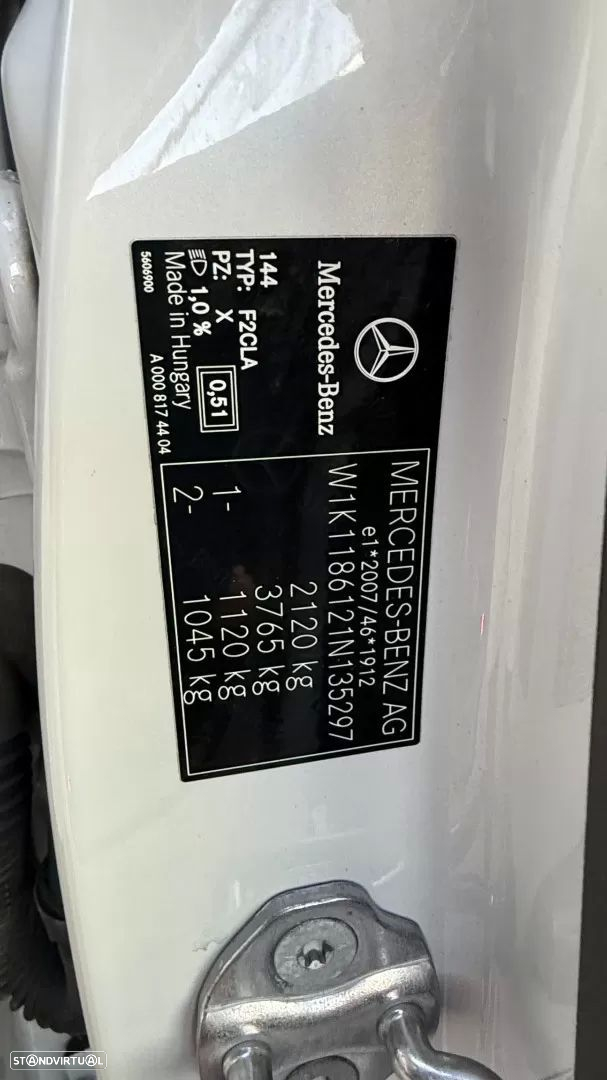 Mercedes-Benz
144
TYP: F2CLA
PZ: X
0,51
1,0 %
Made in Hungary
5606900
A 000 817 44 04
MERCEDES-BENZ AG
e1*2007/46*1912
W1K1186121N135297
2120 kg
3765 kg
1- 1120 kg
2- 1045 kg
STANDVIRTUAL